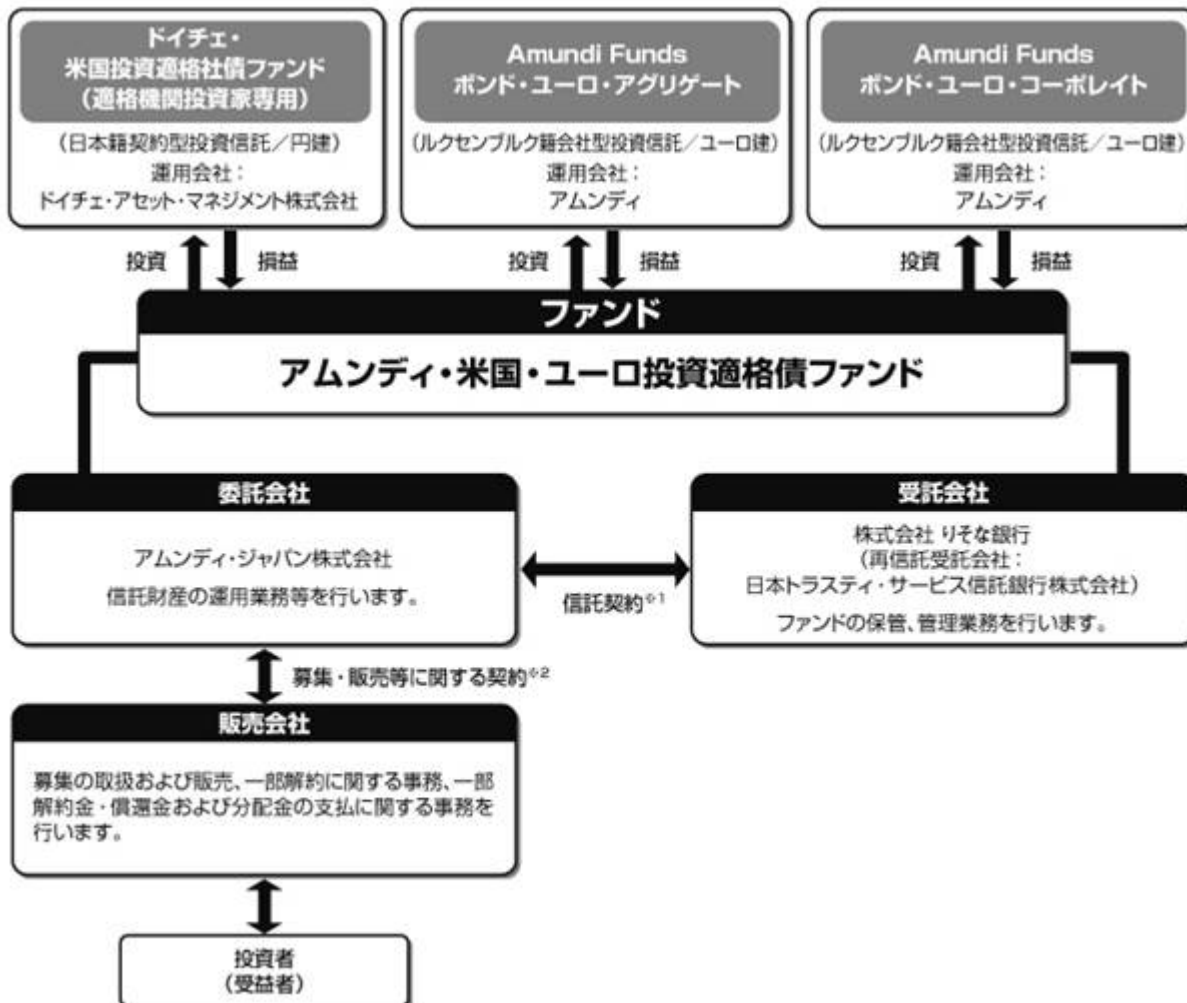 ドイチェ・
米国投資適格社債ファンド
（適格機関投資家専用）
（日本籍契約型投資信託／円建）
運用会社：
ドイチェ・アセット・マネジメント株式会社
Amundi Funds
ボンド・ユーロ・アグリゲート
（ルクセンブルク籍会社型投資信託／ユーロ建）
運用会社：
アムンディ
Amundi Funds
ボンド・ユーロ・コーポレイト
（ルクセンブルク籍会社型投資信託／ユーロ建）
運用会社：
アムンディ
投資 損益
投資 損益
投資 損益
ファンド
アムンディ・米国・ユーロ投資適格債ファンド
委託会社
アムンディ・ジャパン株式会社
信託財産の運用業務等を行います。
信託契約※1
受託会社
株式会社 りそな銀行
（再信託受託会社：
日本トラスティ・サービス信託銀行株式会社）
ファンドの保管、管理業務を行います。
募集・販売等に関する契約※2
販売会社
募集の取扱および販売、一部解約に関する事務、一部
解約金・償還金および分配金の支払に関する事務を
行います。
投資者
（受益者）